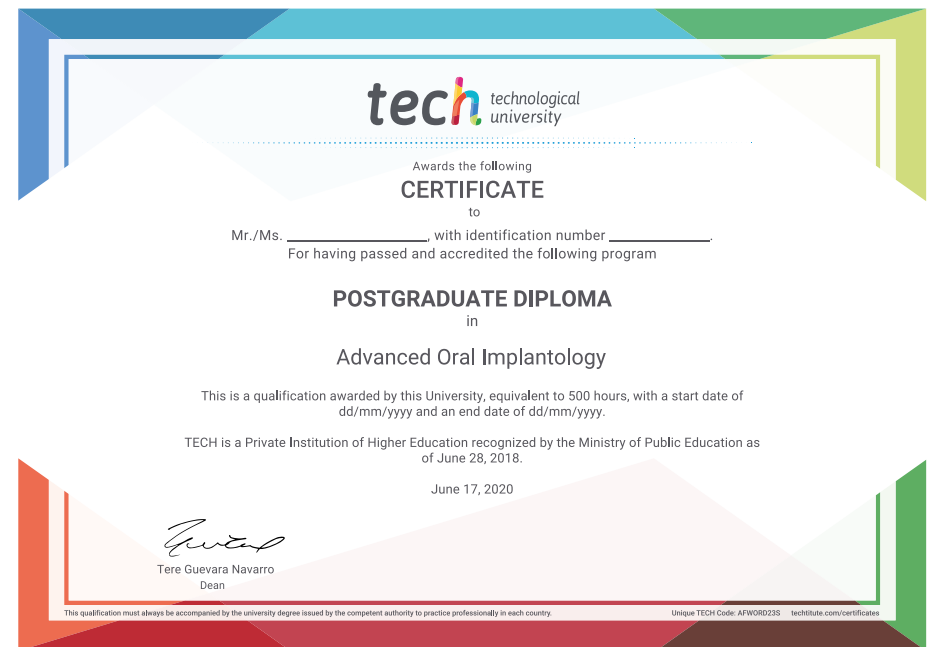 tech technological
university
Awards the following
CERTIFICATE
to
Mr./Ms. ____________________, with identification number ______________.
For having passed and accredited the following program
POSTGRADUATE DIPLOMA
in
Advanced Oral Implantology
This is a qualification awarded by this University, equivalent to 500 hours, with a start date of
dd/mm/yyyy and an end date of dd/mm/yyyy.
TECH is a Private Institution of Higher Education recognized by the Ministry of Public Education as
of June 28, 2018.
June 17, 2020
Tere Guevara Navarro
Dean
This qualification must always be accompanied by the university degree issued by the competent authority to practice professionally in each country. Unique TECH Code: AFWORD23S techtitute.com/certificates